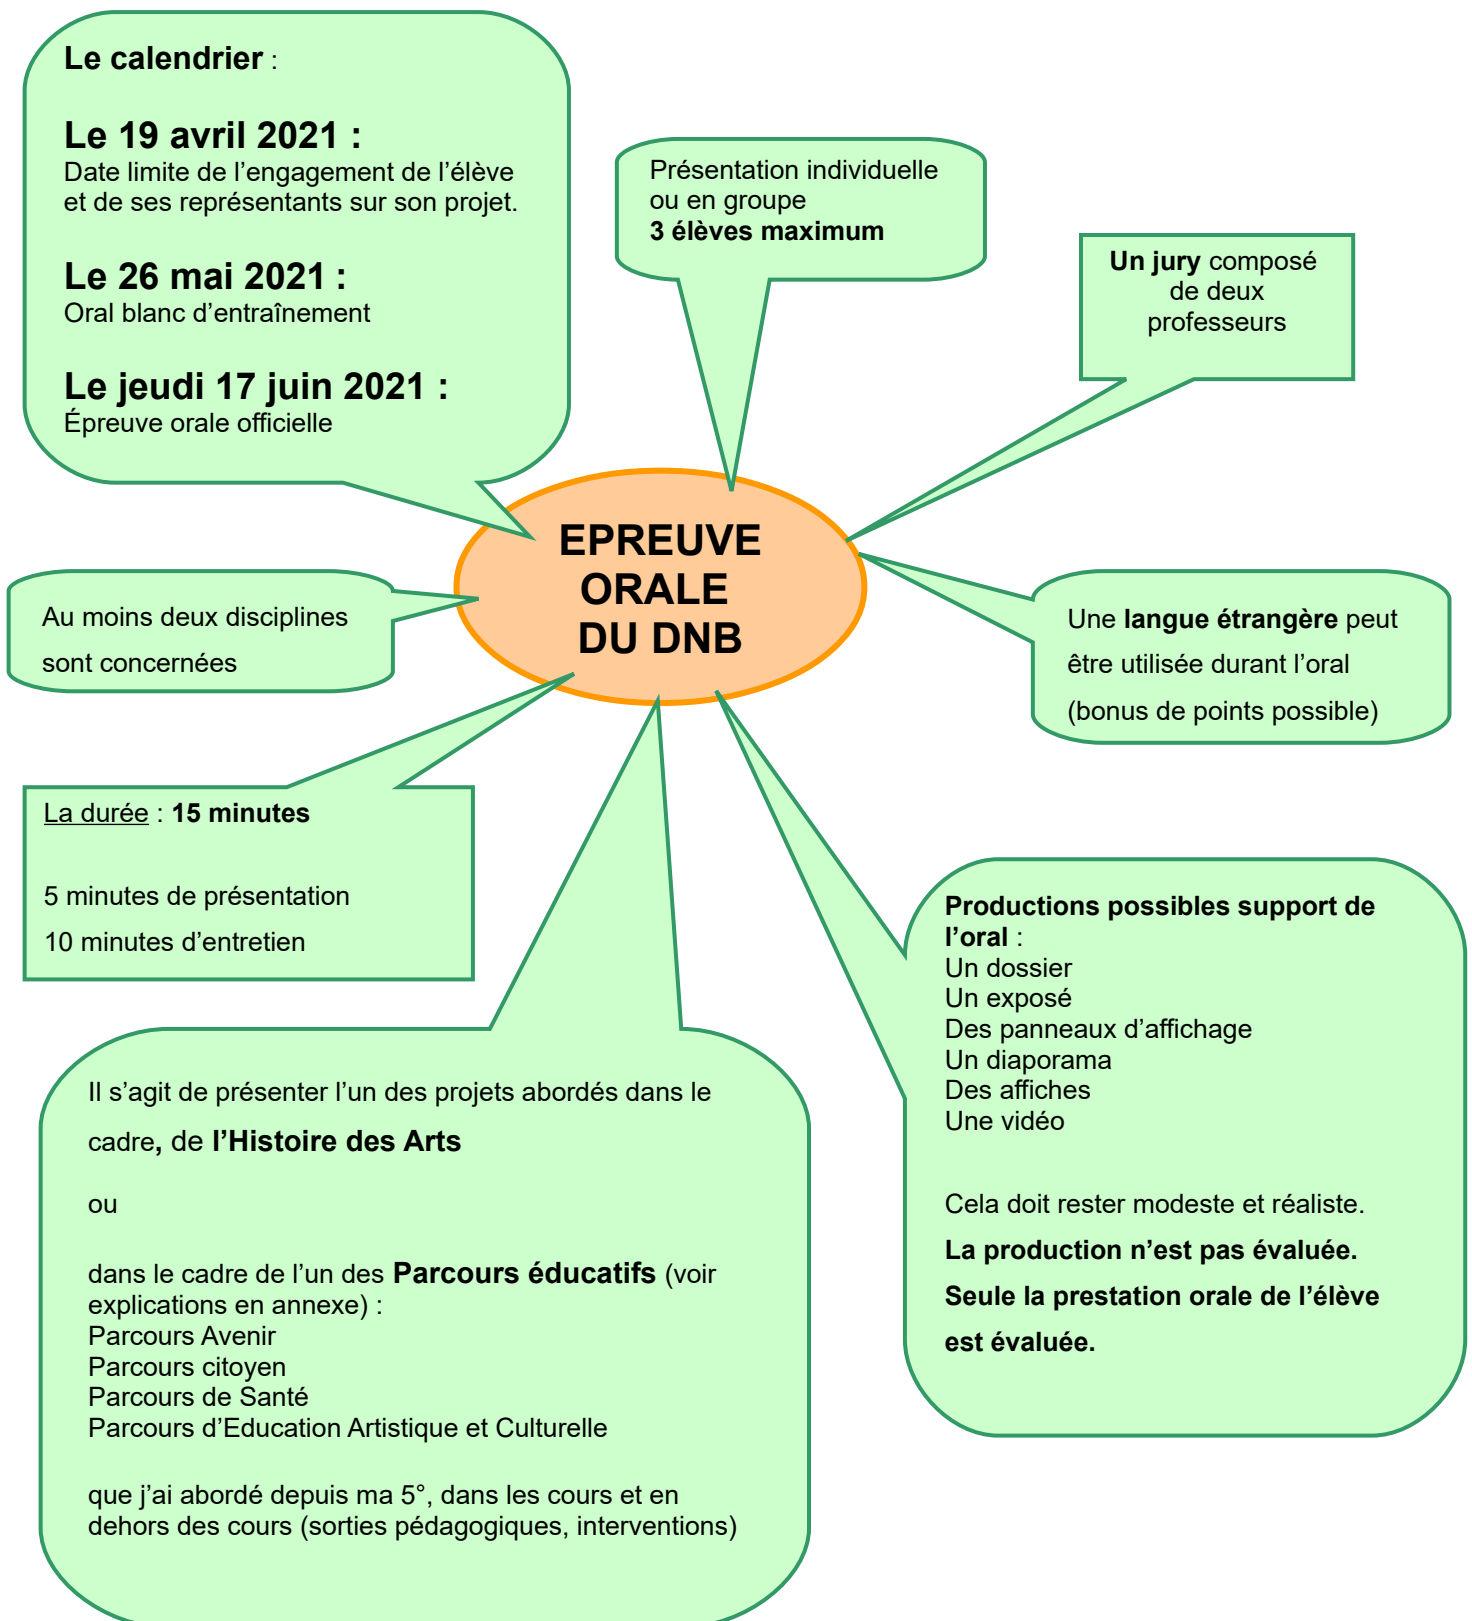 Le calendrier :
Le 19 avril 2021 :
Date limite de l’engagement de l’élève
et de ses représentants sur son projet.
Le 26 mai 2021 :
Oral blanc d’entraînement
Le jeudi 17 juin 2021 :
Épreuve orale officielle
Présentation individuelle
ou en groupe
3 élèves maximum
Un jury composé
de deux
professeurs
EPREUVE
ORALE
DU DNB
Au moins deux disciplines
sont concernées
Une langue étrangère peut
être utilisée durant l’oral
(bonus de points possible)
La durée : 15 minutes
5 minutes de présentation
10 minutes d’entretien
Productions possibles support de
l’oral :
Un dossier
Un exposé
Des panneaux d’affichage
Un diaporama
Des affiches
Une vidéo
Cela doit rester modeste et réaliste.
La production n’est pas évaluée.
Seule la prestation orale de l’élève
est évaluée.
Il s’agit de présenter l’un des projets abordés dans le
cadre, de l’Histoire des Arts
ou
dans le cadre de l’un des Parcours éducatifs (voir
explications en annexe) :
Parcours Avenir
Parcours citoyen
Parcours de Santé
Parcours d’Education Artistique et Culturelle
que j’ai abordé depuis ma 5°, dans les cours et en
dehors des cours (sorties pédagogiques, interventions)